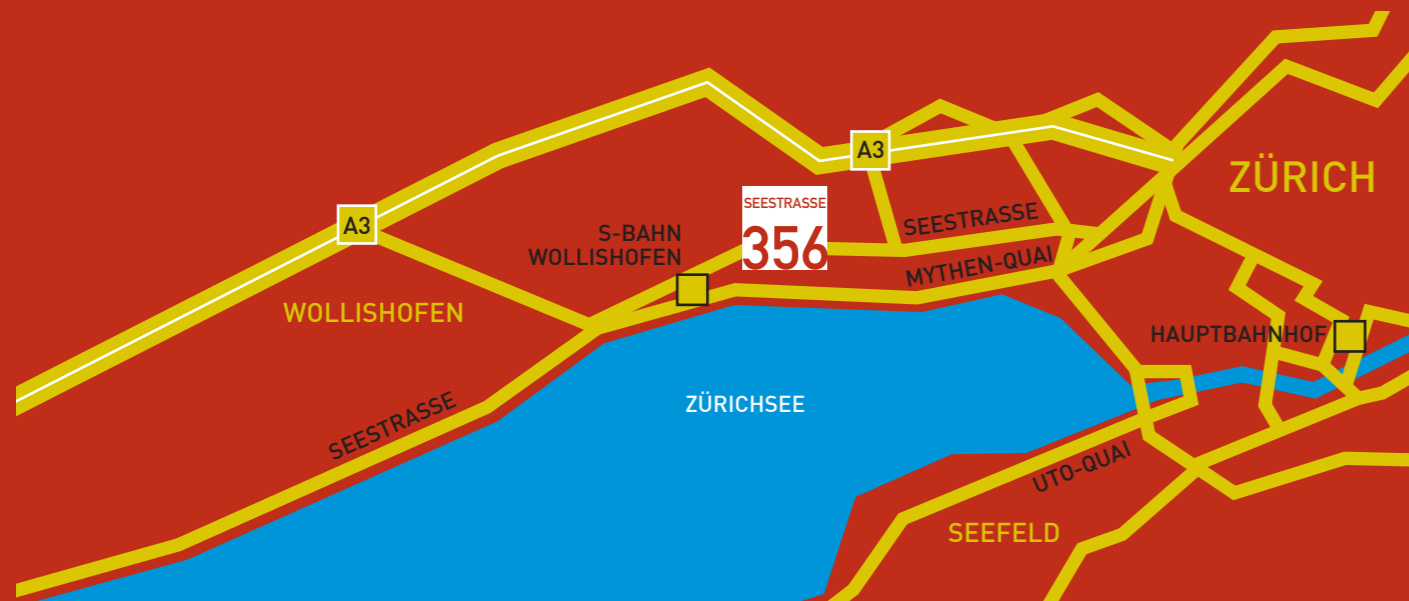 A3
ZÜRICH
SEESTRASSE
356
SEESTRASSE
A3
S-BAHN
WOLLISHOFEN
MYTHEN-QUAI
WOLLISHOFEN
HAUPTBAHNHOF
ZÜRICHSEE
SEESTRASSE
UTO-QUAI
SEEFELD